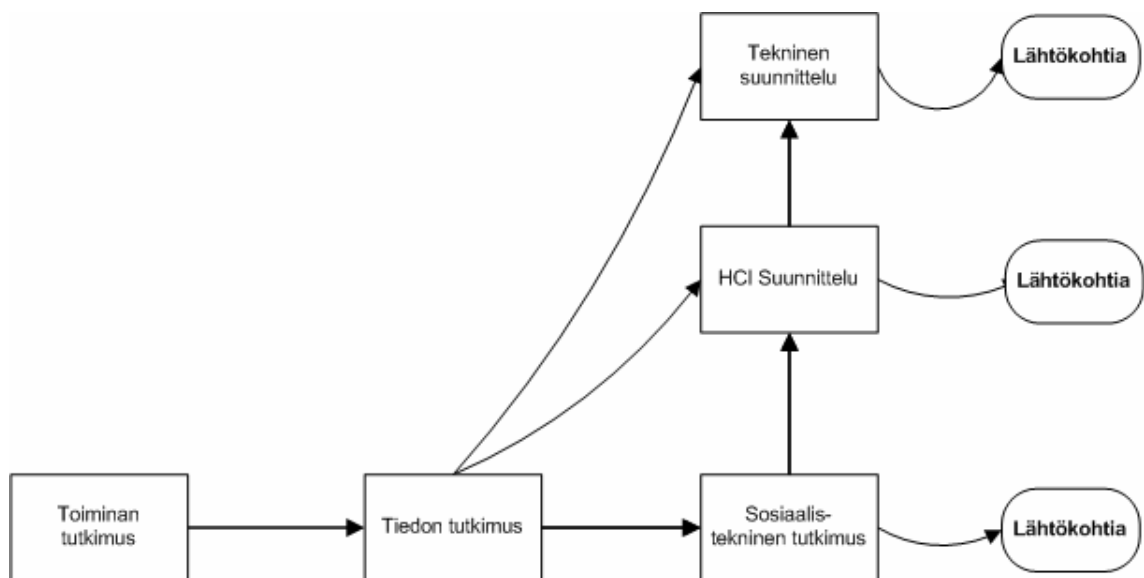 Tekninen
suunnittelu
Lähtökohtia
HCI Suunnittelu
Lähtökohtia
Toiminan
tutkimus
Tiedon tutkimus
Sosiaalis-
tekninen tutkimus
Lähtökohtia